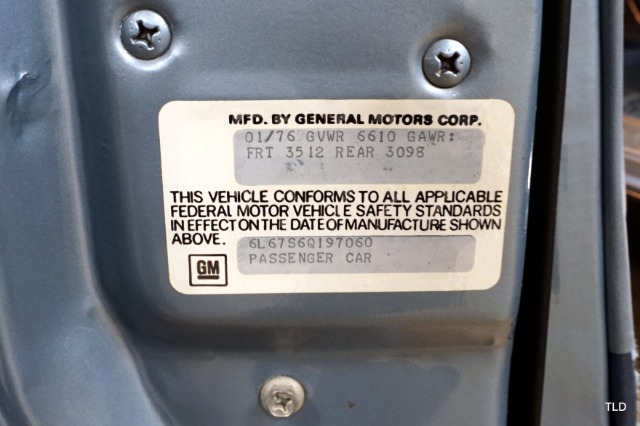 MFD. BY GENERAL MOTORS CORP.
01/76 GVWR 6610 GAWR:
FRT 3512 REAR 3098
THIS VEHICLE CONFORMS TO ALL APPLICABLE
FEDERAL MOTOR VEHICLE SAFETY STANDARDS
IN EFFECT ON THE DATE OF MANUFACTURE SHOWN
ABOVE.
6L67S6Q197060
PASSENGER CAR
GM
TLD